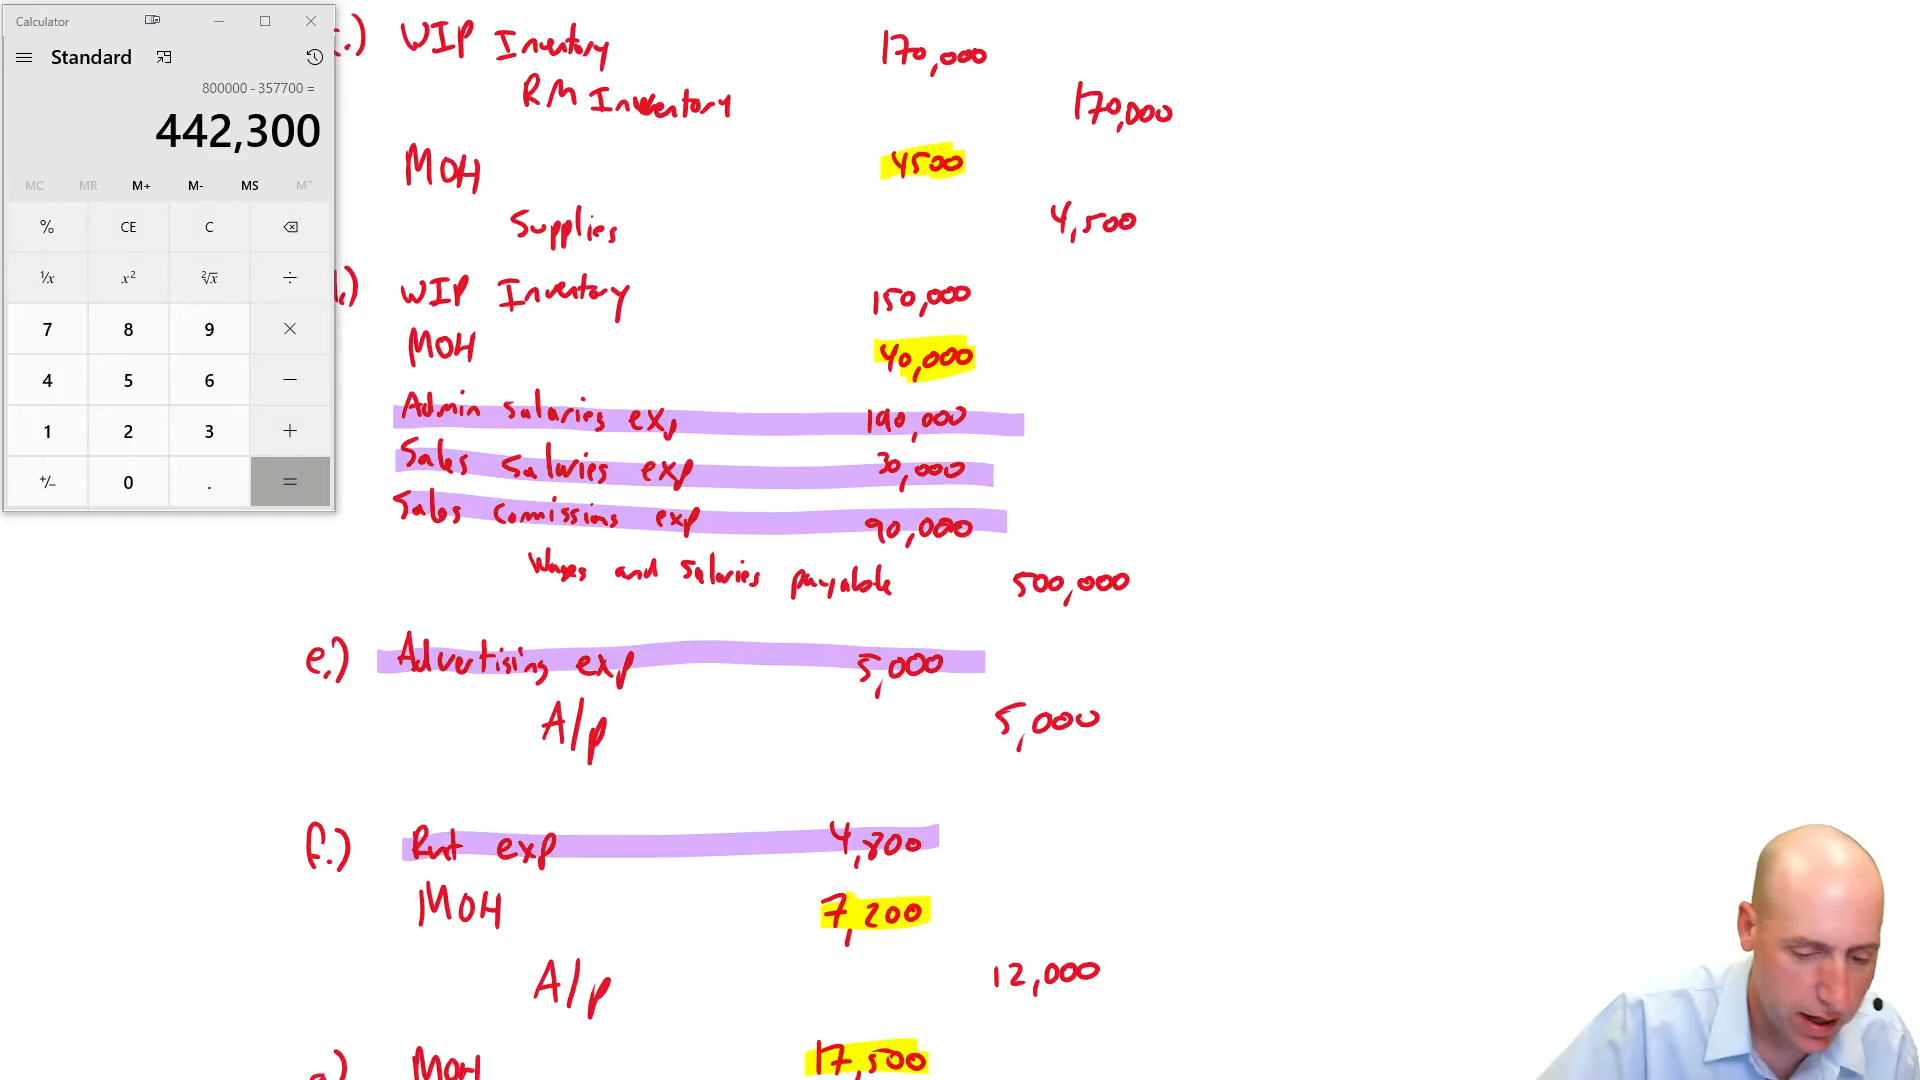 Calculator
Standard
800000 - 357700 =
442,300
MC MR M+ M- MS M˅
% CE C
¹/x x² ²√x ÷
7 8 9 ×
4 5 6 −
1 2 3 +
+/− 0 . =
c.) WIP Inventory 170,000
RM Inventory 170,000
MOH 4500
Supplies 4,500
d.) WIP Inventory 150,000
MOH 40,000
Admin salaries exp 190,000
Sales salaries exp 30,000
Sales Comissins exp 90,000
Wages and Salaries payable 500,000
e.) Advertising exp 5,000
A/p 5,000
f.) Rent exp 4,800
MOH 7,200
A/p 12,000
g.) MOH 17,500